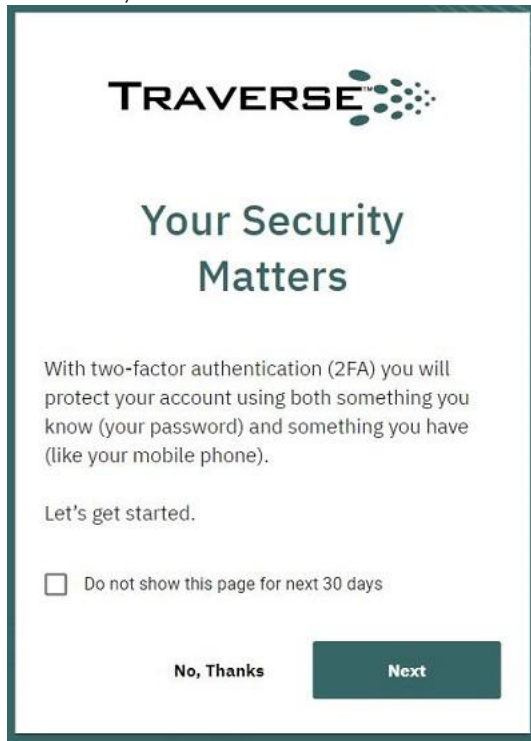 TRAVERSE™
Your Security
Matters
With two-factor authentication (2FA) you will
protect your account using both something you
know (your password) and something you have
(like your mobile phone).
Let's get started.
Do not show this page for next 30 days
No, Thanks
Next